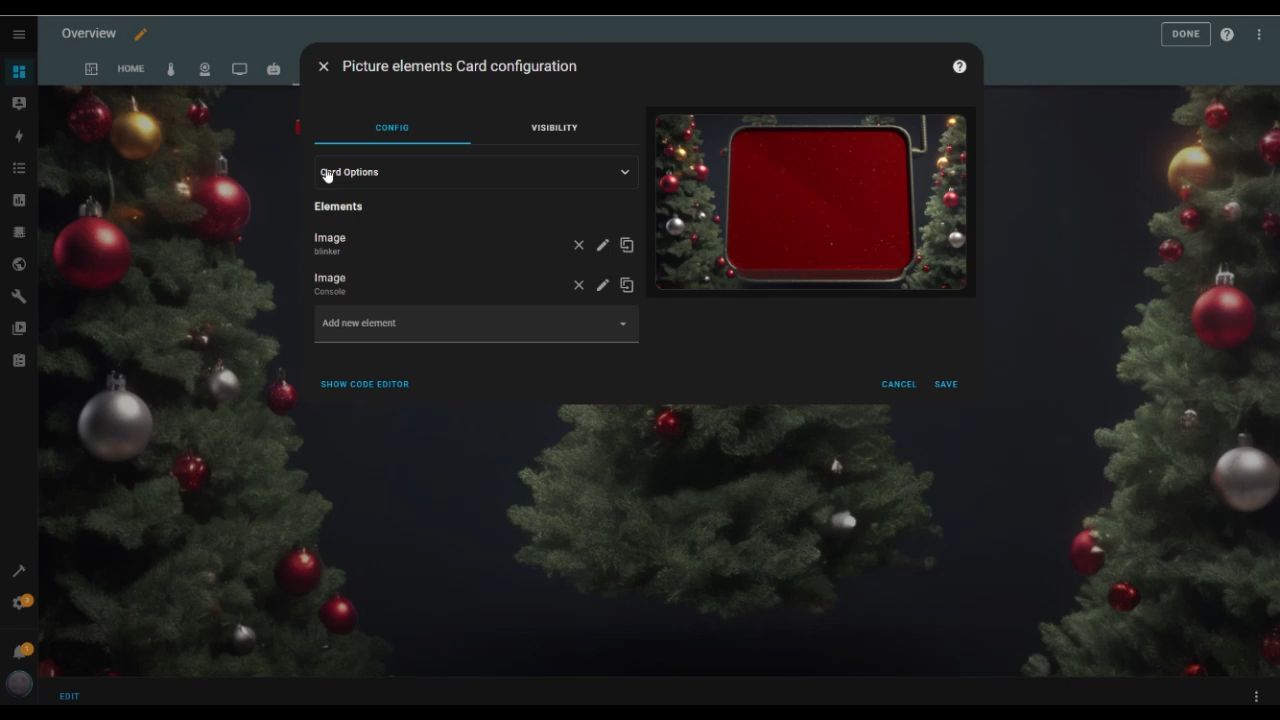 Overview
DONE
HOME
Picture elements Card configuration
CONFIG
VISIBILITY
Card Options
Elements
Image
blinker
Image
Console
Add new element
SHOW CODE EDITOR
CANCEL
SAVE
EDIT